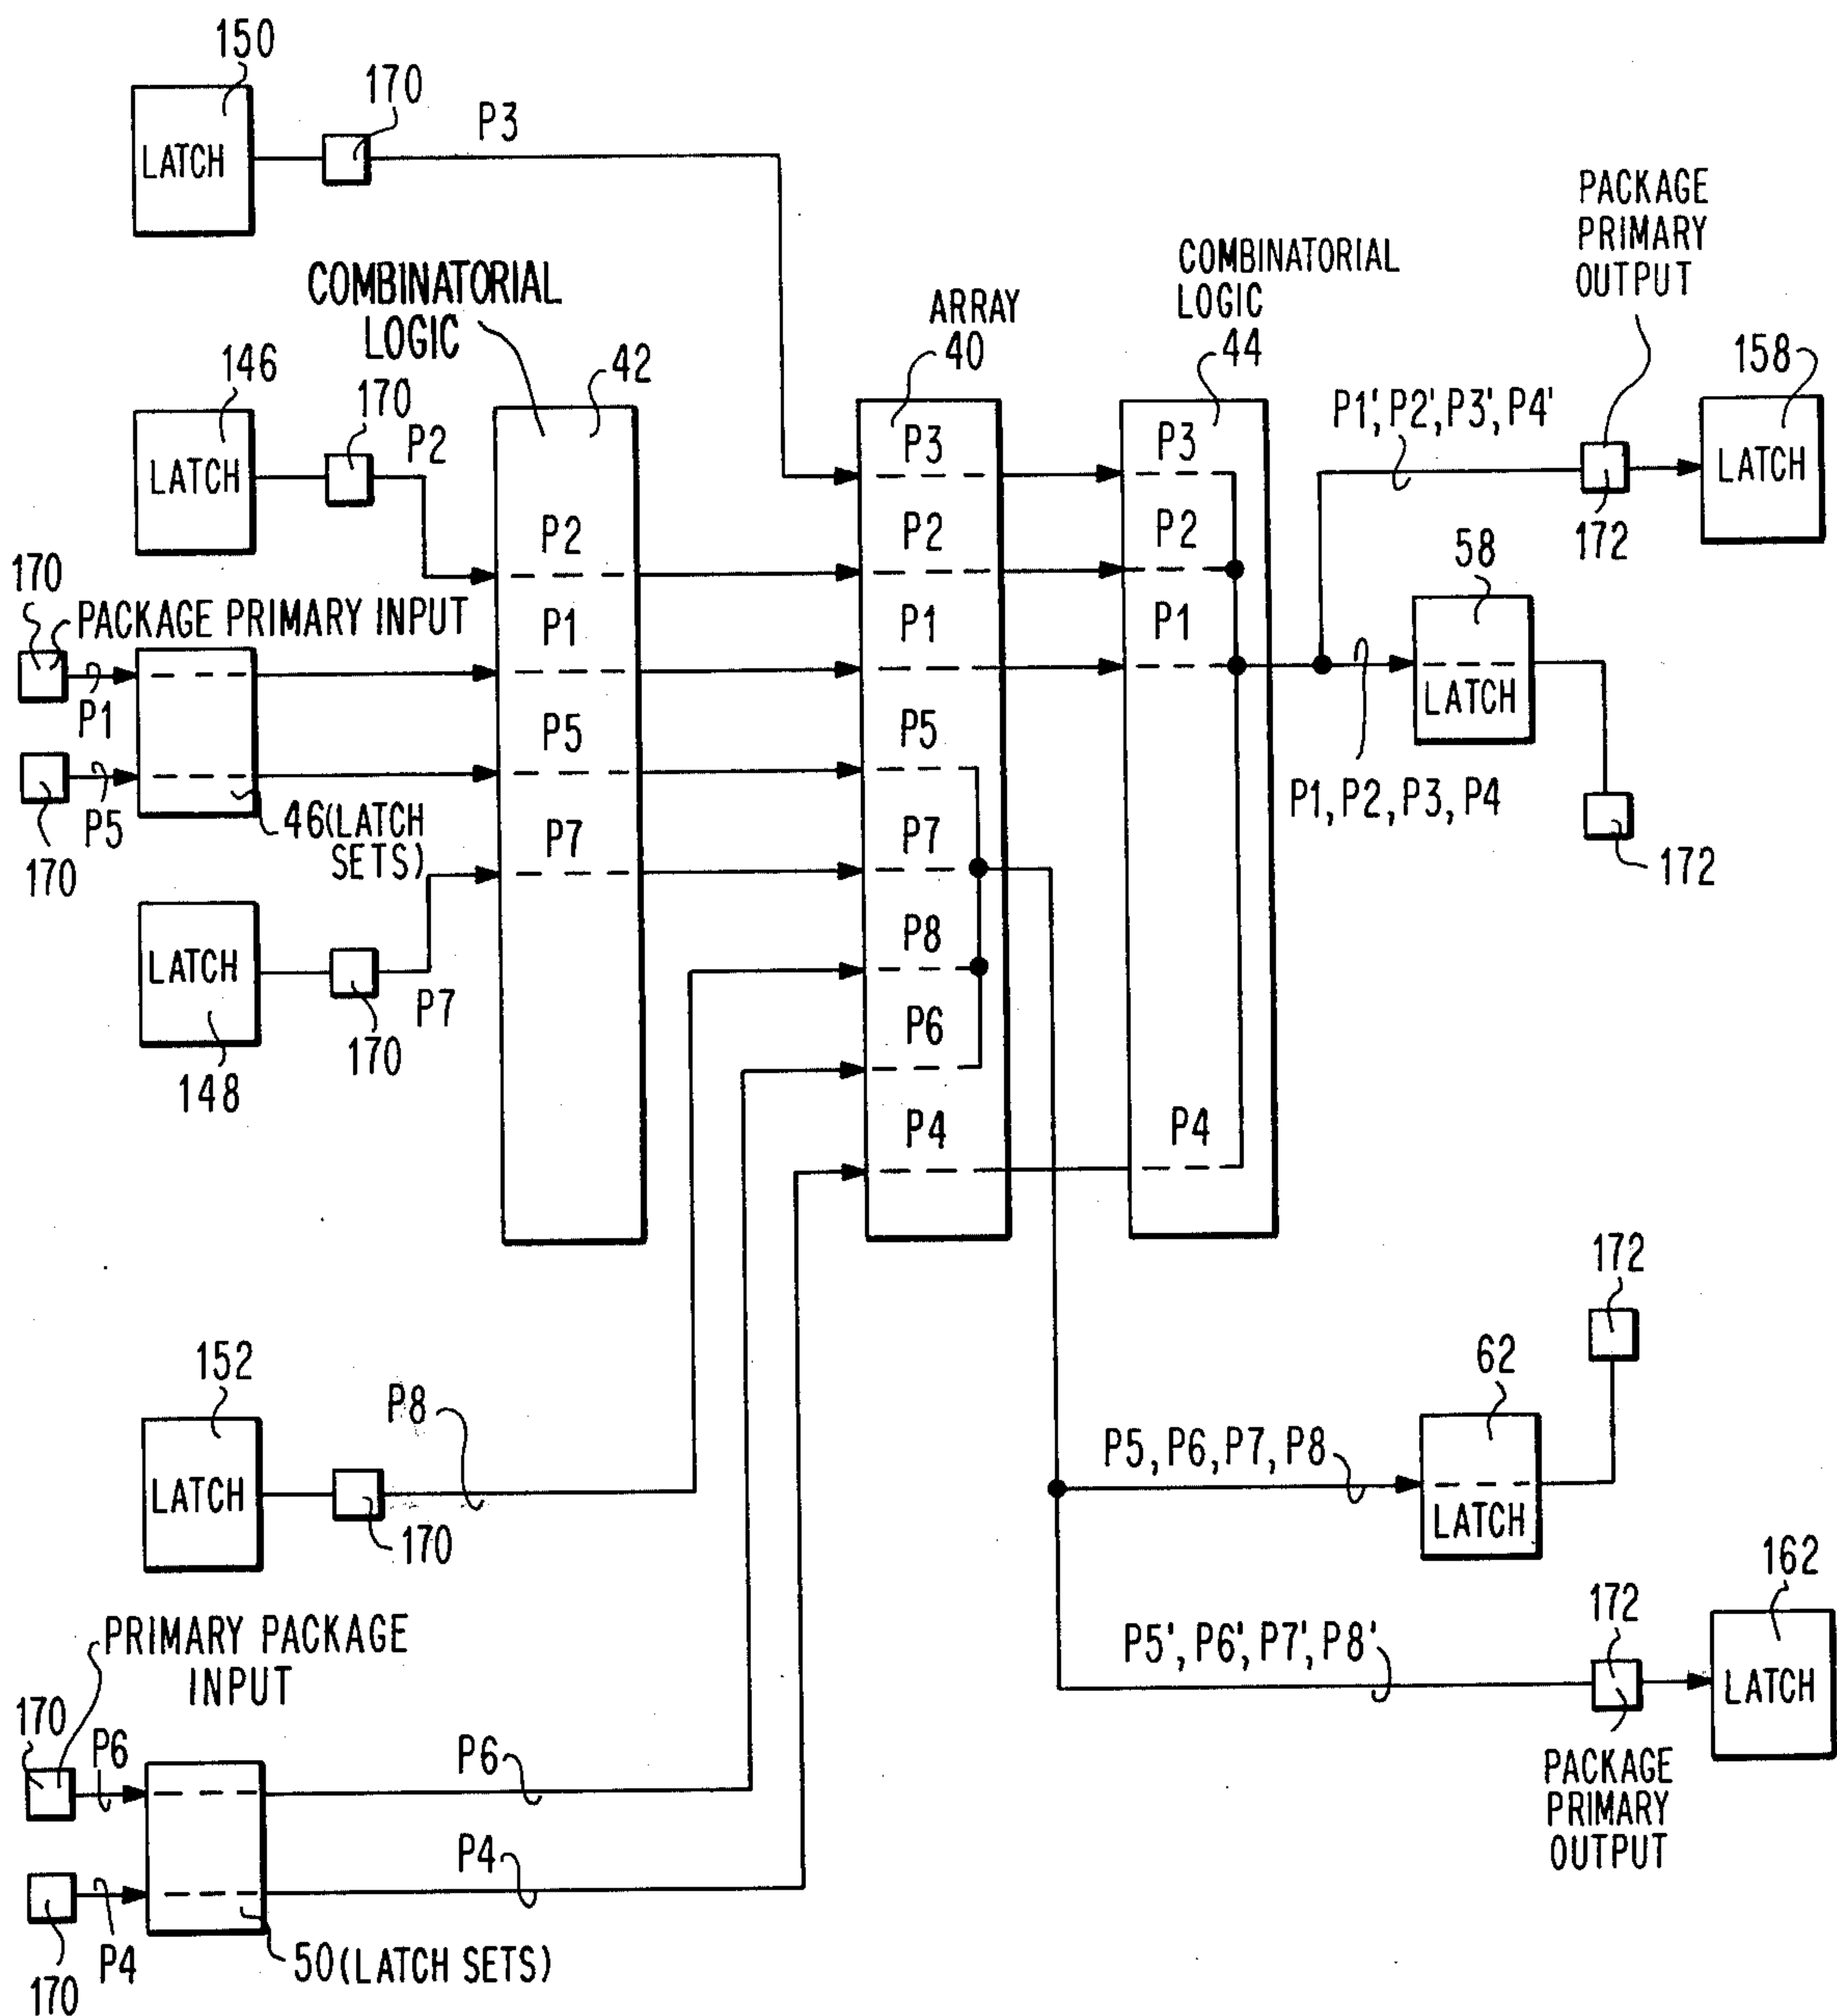 150
LATCH
170
P3
PACKAGE
PRIMARY
OUTPUT
COMBINATORIAL
LOGIC
COMBINATORIAL
LOGIC
ARRAY
40
44
42
146
LATCH
170
P2
158
LATCH
172
P1', P2', P3', P4'
P3
P3
P2
P2
P2
58
LATCH
170
PACKAGE PRIMARY INPUT
P1
P1
P1
P1
P1, P2, P3, P4
172
P5
170
46(LATCH
SETS)
P5
P5
P7
P7
LATCH
148
170
P7
P8
P6
P4
P4
152
LATCH
170
P8
172
62
LATCH
P5, P6, P7, P8
P5', P6', P7', P8'
172
162
LATCH
PACKAGE
PRIMARY
OUTPUT
PRIMARY PACKAGE
INPUT
170
P6
P6
P4
170
P4
50(LATCH SETS)